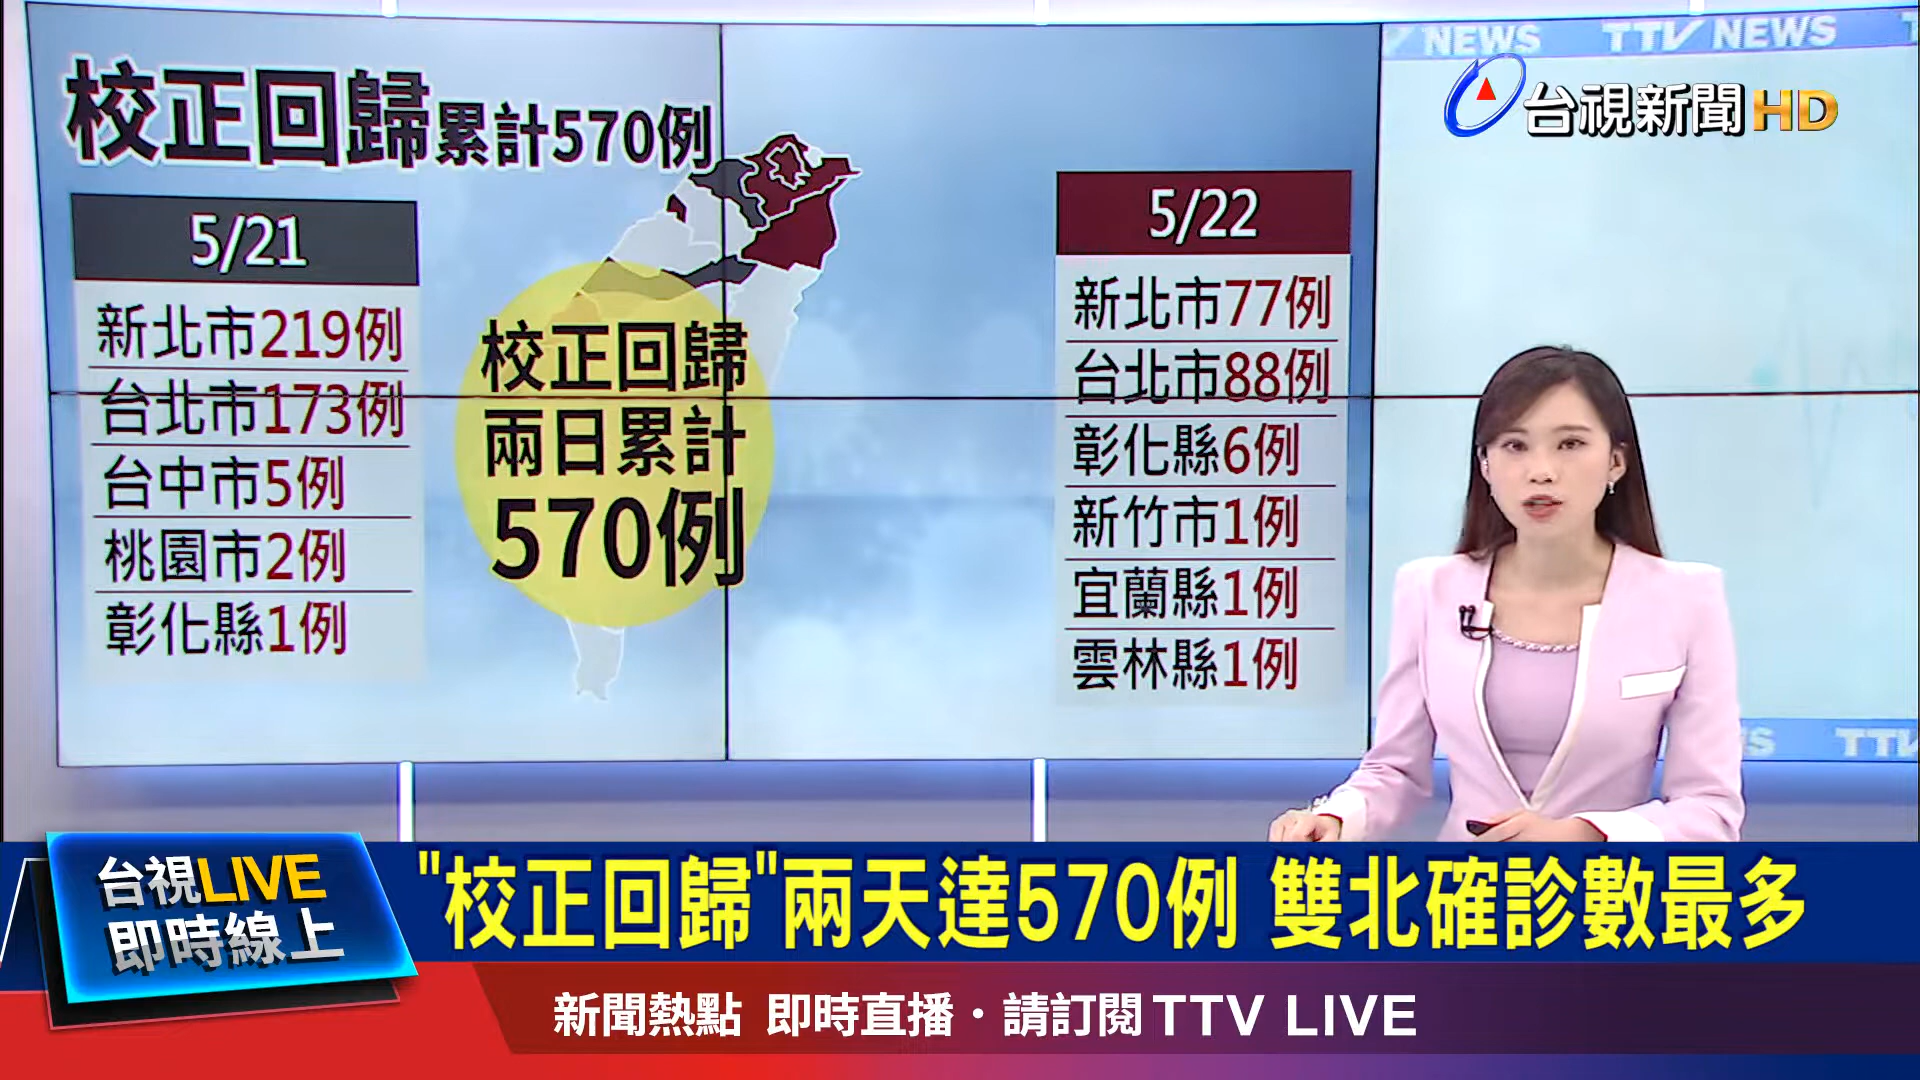 NEWS TTV NEWS
台視新聞HD
校正回歸累計570例
5/21
新北市219例
台北市173例
台中市5例
桃園市2例
彰化縣1例
校正回歸
兩日累計
570例
5/22
新北市77例
台北市88例
彰化縣6例
新竹市1例
宜蘭縣1例
雲林縣1例
台視LIVE
即時線上
"校正回歸"兩天達570例 雙北確診數最多
新聞熱點 即時直播・請訂閱TTV LIVE